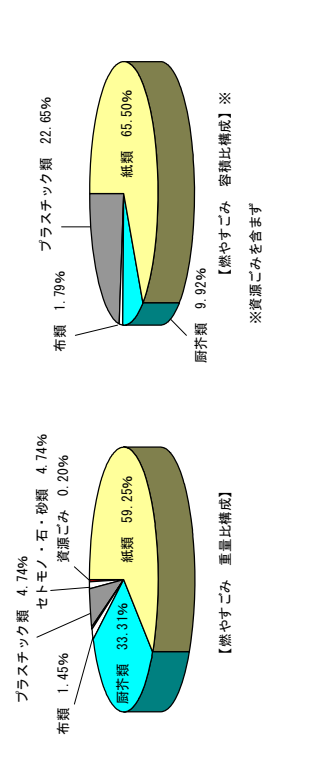 プラスチック類 4.74%
セトモノ・石・砂類 4.74%
資源ごみ 0.20%
布類 1.45%
紙類 59.25%
厨芥類 33.31%
【燃やすごみ 重量比構成】
プラスチック類 22.65%
布類 1.79%
紙類 65.50%
厨芥類 9.92%
【燃やすごみ 容積比構成】※
※資源ごみを含まず